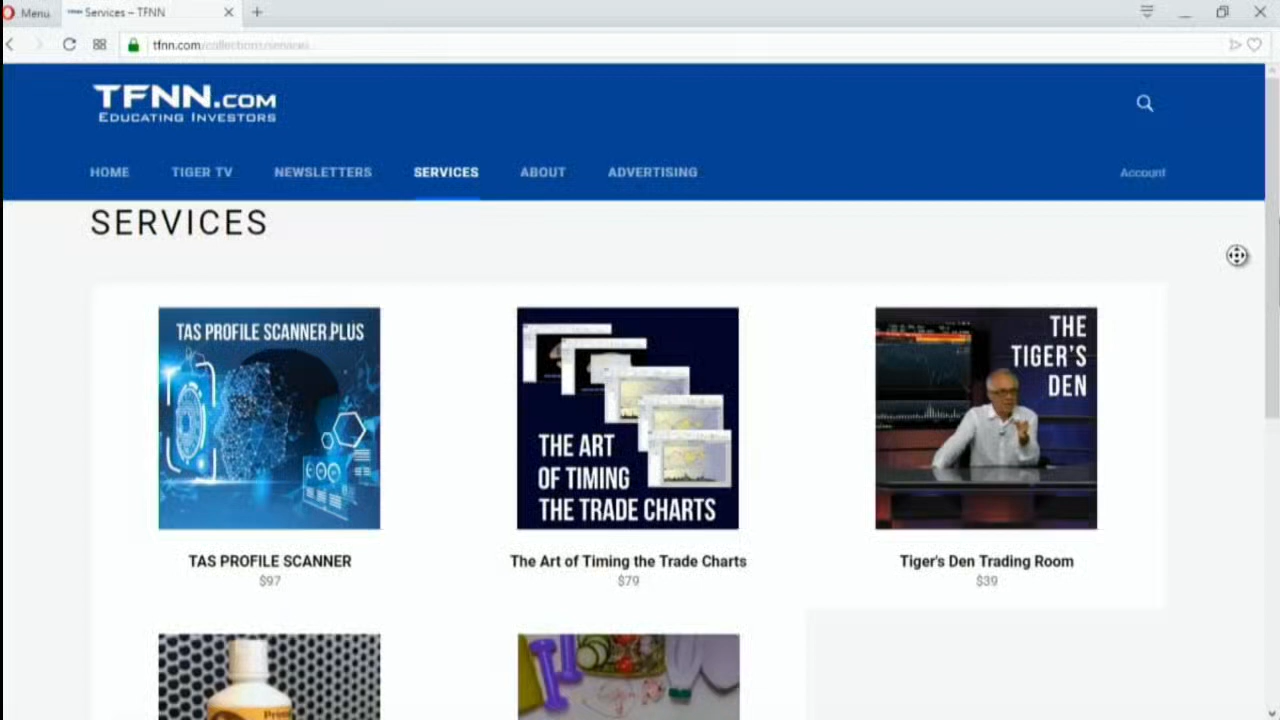 Menu
Services – TFNN
tfnn.com/collections/services
TFNN.COM
EDUCATING INVESTORS
HOME TIGER TV NEWSLETTERS SERVICES ABOUT ADVERTISING Account
SERVICES
TAS PROFILE SCANNER PLUS
THE ART
OF TIMING
THE TRADE CHARTS
THE
TIGER'S
DEN
TAS PROFILE SCANNER
$97
The Art of Timing the Trade Charts
$79
Tiger's Den Trading Room
$39